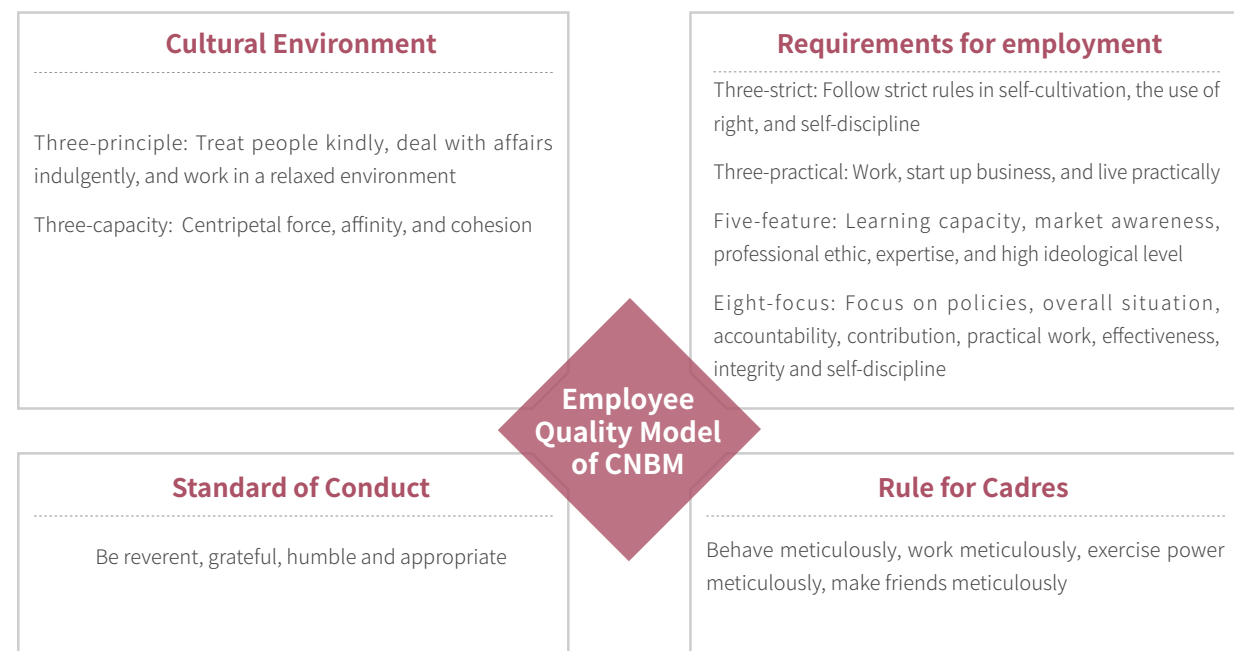 Cultural Environment
Three-principle: Treat people kindly, deal with affairs
indulgently, and work in a relaxed environment
Three-capacity: Centripetal force, affinity, and cohesion
Requirements for employment
Three-strict: Follow strict rules in self-cultivation, the use of
right, and self-discipline
Three-practical: Work, start up business, and live practically
Five-feature: Learning capacity, market awareness,
professional ethic, expertise, and high ideological level
Eight-focus: Focus on policies, overall situation,
accountability, contribution, practical work, effectiveness,
integrity and self-discipline
Employee
Quality Model
of CNBM
Standard of Conduct
Be reverent, grateful, humble and appropriate
Rule for Cadres
Behave meticulously, work meticulously, exercise power
meticulously, make friends meticulously